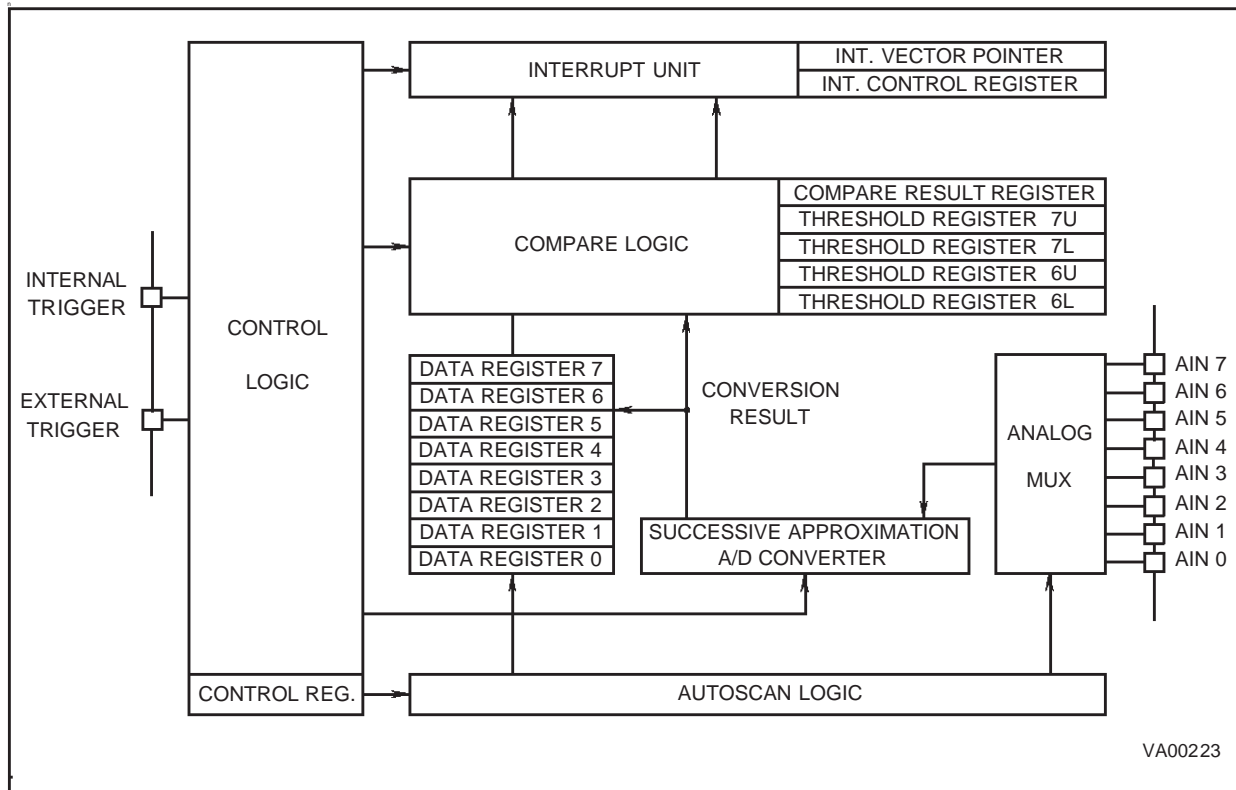 INTERRUPT UNIT
INT. VECTOR POINTER
INT. CONTROL REGISTER
COMPARE LOGIC
COMPARE RESULT REGISTER
THRESHOLD REGISTER 7U
THRESHOLD REGISTER 7L
THRESHOLD REGISTER 6U
THRESHOLD REGISTER 6L
INTERNAL
TRIGGER
EXTERNAL
TRIGGER
CONTROL
LOGIC
DATA REGISTER 7
DATA REGISTER 6
DATA REGISTER 5
DATA REGISTER 4
DATA REGISTER 3
DATA REGISTER 2
DATA REGISTER 1
DATA REGISTER 0
CONVERSION
RESULT
SUCCESSIVE APPROXIMATION
A/D CONVERTER
ANALOG
MUX
AIN 7
AIN 6
AIN 5
AIN 4
AIN 3
AIN 2
AIN 1
AIN 0
CONTROL REG.
AUTOSCAN LOGIC
VA00223